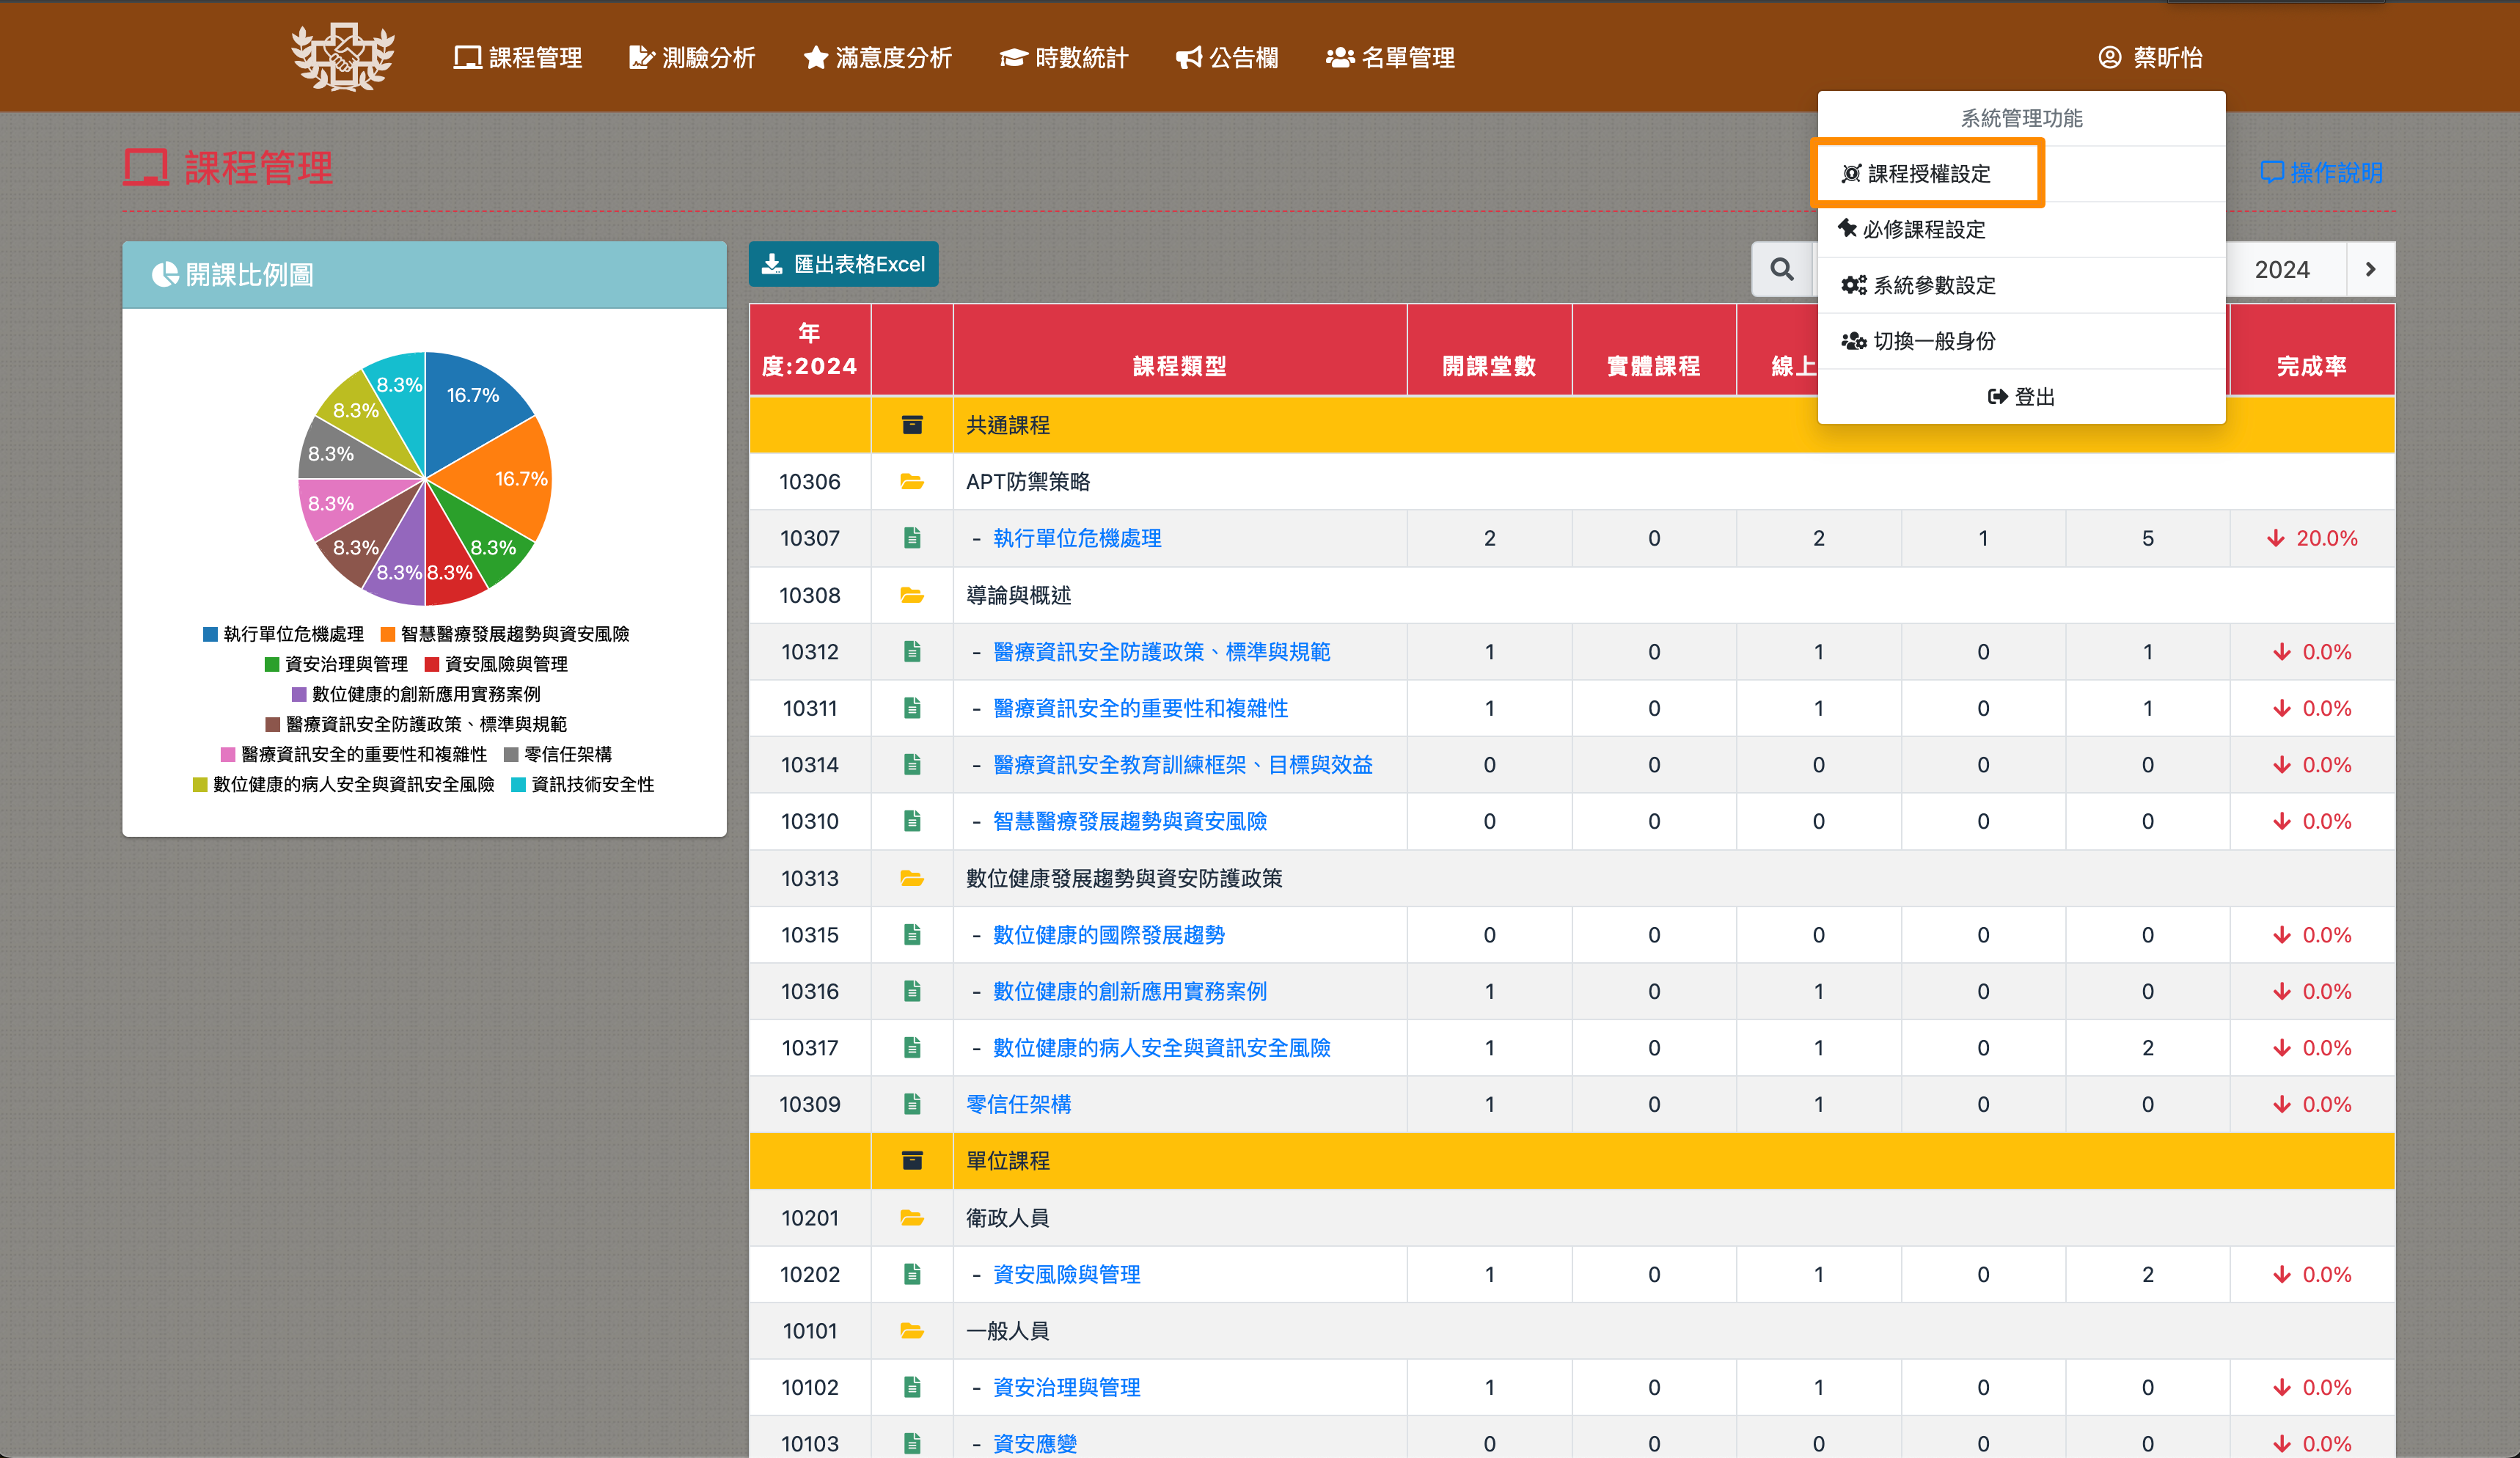 課程管理 測驗分析 滿意度分析 時數統計 公告欄 名單管理 蔡昕怡
系統管理功能
課程授權設定
必修課程設定
系統參數設定
切換一般身份
登出
課程管理
操作說明
開課比例圖
16.7%
16.7%
8.3%
8.3%
8.3%
8.3%
8.3%
8.3%
8.3%
8.3%
執行單位危機處理 智慧醫療發展趨勢與資安風險
資安治理與管理 資安風險與管理
數位健康的創新應用實務案例
醫療資訊安全防護政策、標準與規範
醫療資訊安全的重要性和複雜性 零信任架構
數位健康的病人安全與資訊安全風險 資訊技術安全性
匯出表格Excel
2024
年
度:2024 課程類型 開課堂數 實體課程 線上 完成率
共通課程
10306 APT防禦策略
10307 - 執行單位危機處理 2 0 2 1 5 20.0%
10308 導論與概述
10312 - 醫療資訊安全防護政策、標準與規範 1 0 1 0 1 0.0%
10311 - 醫療資訊安全的重要性和複雜性 1 0 1 0 1 0.0%
10314 - 醫療資訊安全教育訓練框架、目標與效益 0 0 0 0 0 0.0%
10310 - 智慧醫療發展趨勢與資安風險 0 0 0 0 0 0.0%
10313 數位健康發展趨勢與資安防護政策
10315 - 數位健康的國際發展趨勢 0 0 0 0 0 0.0%
10316 - 數位健康的創新應用實務案例 1 0 1 0 0 0.0%
10317 - 數位健康的病人安全與資訊安全風險 1 0 1 0 2 0.0%
10309 零信任架構 1 0 1 0 0 0.0%
單位課程
10201 衛政人員
10202 - 資安風險與管理 1 0 1 0 2 0.0%
10101 一般人員
10102 - 資安治理與管理 1 0 1 0 0 0.0%
10103 - 資安應變 0 0 0 0 0 0.0%